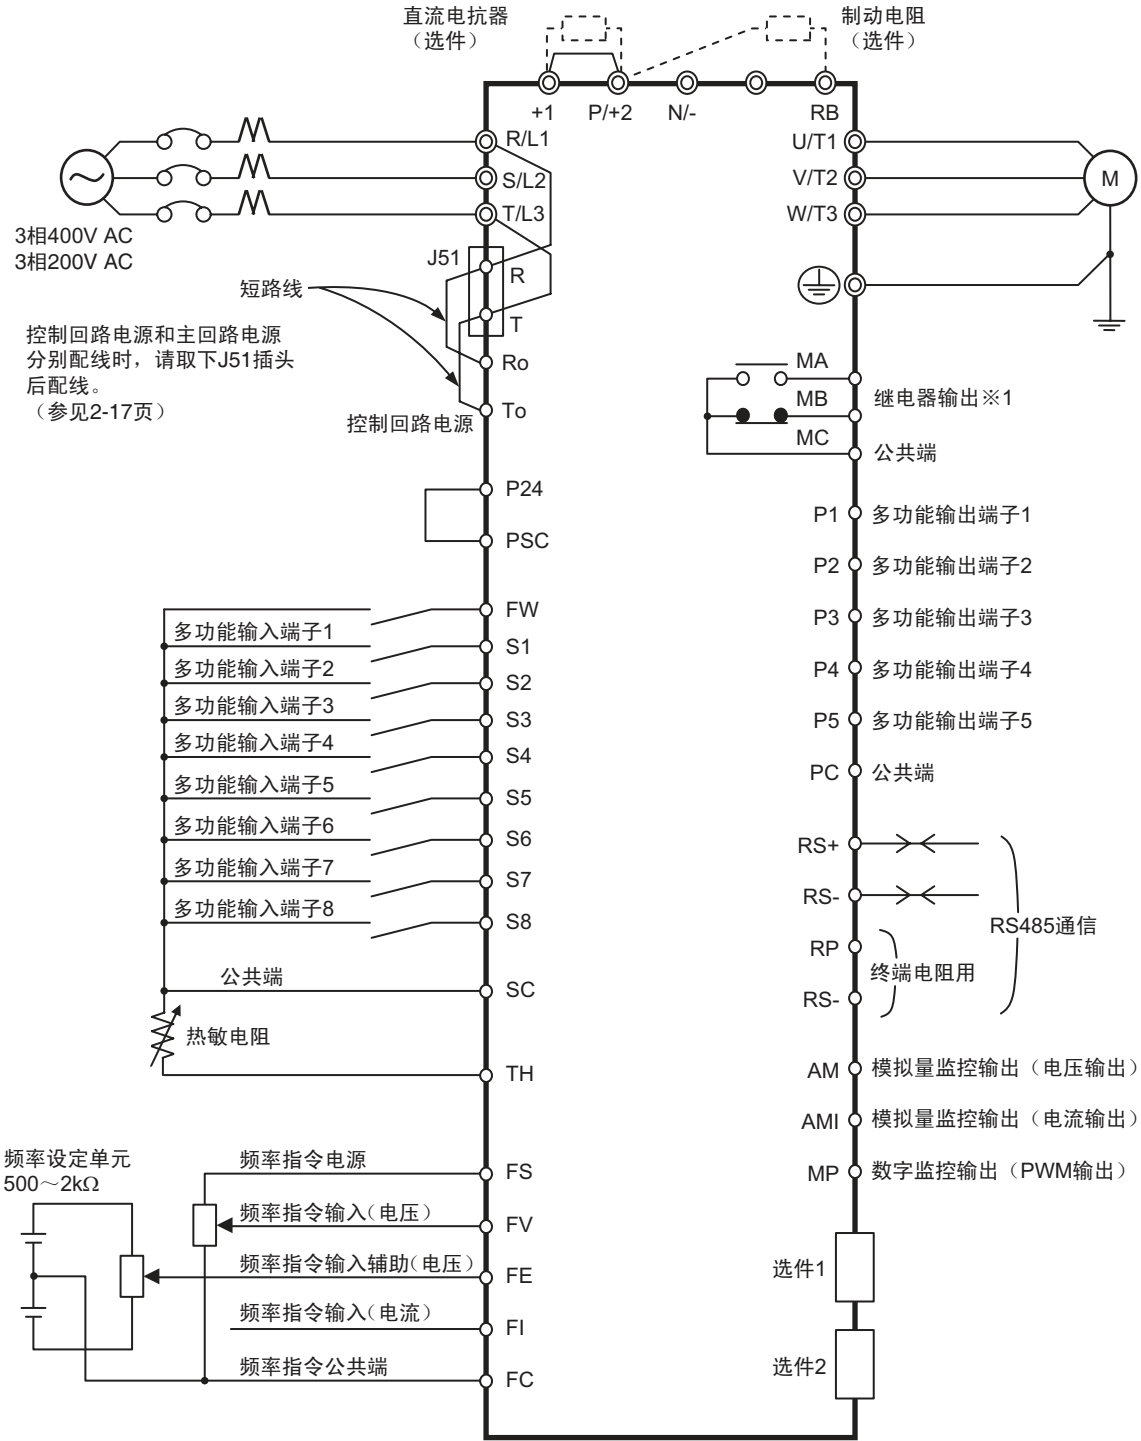 直流电抗器
（选件）
制动电阻
（选件）
+1
P/+2
N/-
RB
R/L1
S/L2
T/L3
U/T1
V/T2
W/T3
M
3相400V AC
3相200V AC
J51
R
T
短路线
控制回路电源和主回路电源
分别配线时，请取下J51插头
后配线。
（参见2-17页）
Ro
To
控制回路电源
MA
MB
MC
继电器输出※1
公共端
P24
PSC
P1 多功能输出端子1
P2 多功能输出端子2
P3 多功能输出端子3
P4 多功能输出端子4
P5 多功能输出端子5
PC 公共端
FW
多功能输入端子1
S1
多功能输入端子2
S2
多功能输入端子3
S3
多功能输入端子4
S4
多功能输入端子5
S5
多功能输入端子6
S6
多功能输入端子7
S7
多功能输入端子8
S8
公共端
SC
热敏电阻
TH
RS+
RS-
RS485通信
RP
终端电阻用
RS-
AM 模拟量监控输出（电压输出）
AMI 模拟量监控输出（电流输出）
MP 数字监控输出（PWM输出）
频率设定单元
500～2kΩ
频率指令电源
FS
频率指令输入（电压）
FV
频率指令输入辅助（电压）
FE
频率指令输入（电流）
FI
频率指令公共端
FC
选件1
选件2